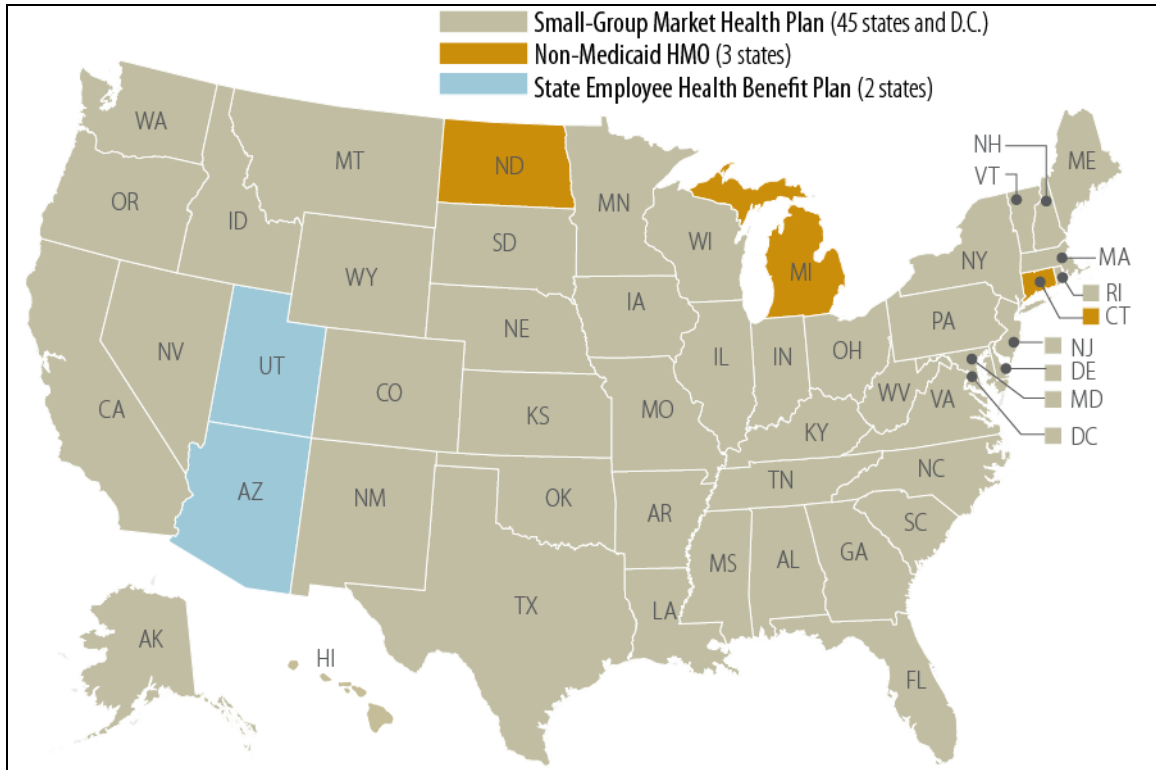 Small-Group Market Health Plan (45 states and D.C.)
Non-Medicaid HMO (3 states)
State Employee Health Benefit Plan (2 states)
WA
MT
ND
MN
NH
ME
VT
OR
ID
SD
WI
MI
NY
MA
WY
RI
CT
IA
PA
NE
NJ
NV
UT
IL
IN
OH
DE
CO
WV
VA
MD
CA
KS
MO
KY
DC
AZ
NM
OK
TN
NC
AR
SC
MS
AL
GA
TX
LA
AK
HI
FL